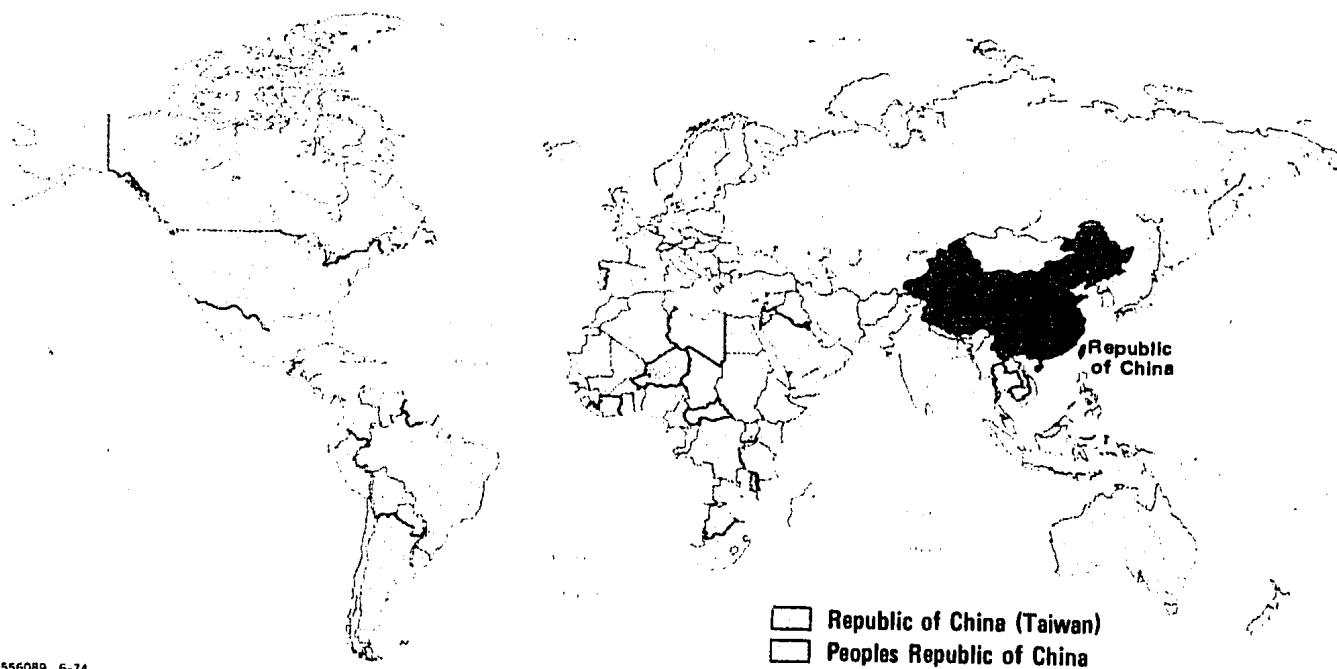 Republic
of China
Republic of China (Taiwan)
Peoples Republic of China
556089 6-74